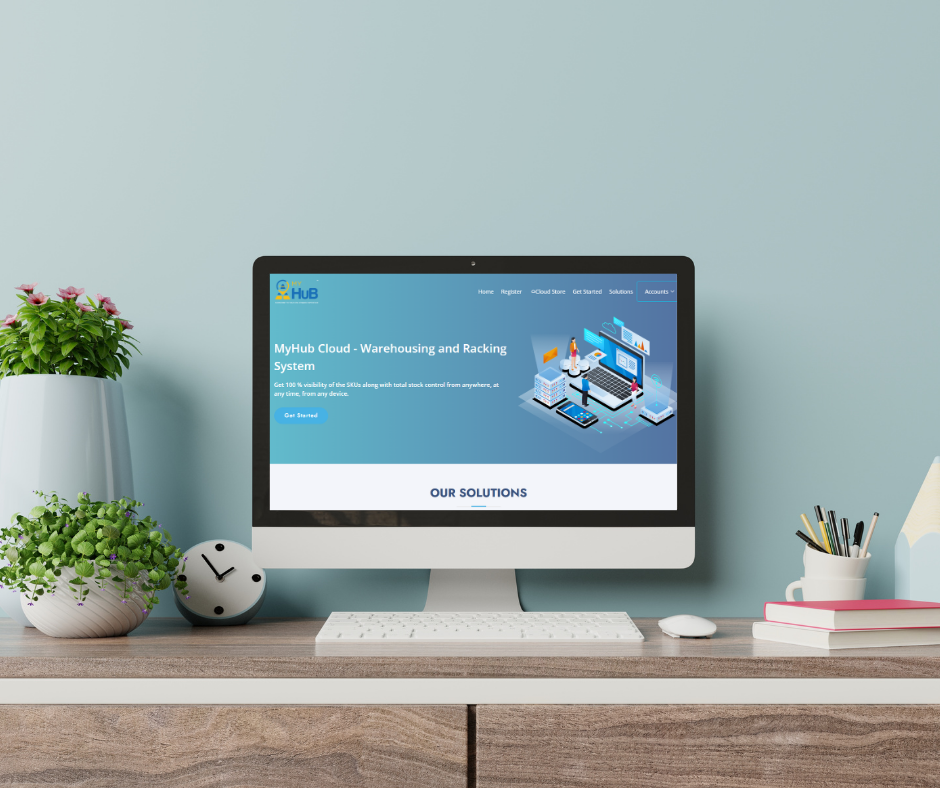 HuB
Home Register eCloud Store Get Started Solutions Accounts
MyHub Cloud - Warehousing and Racking
System
Get 100 % visibility of the SKUs along with total stock control from anywhere, at
any time, from any device.
Get Started
OUR SOLUTIONS